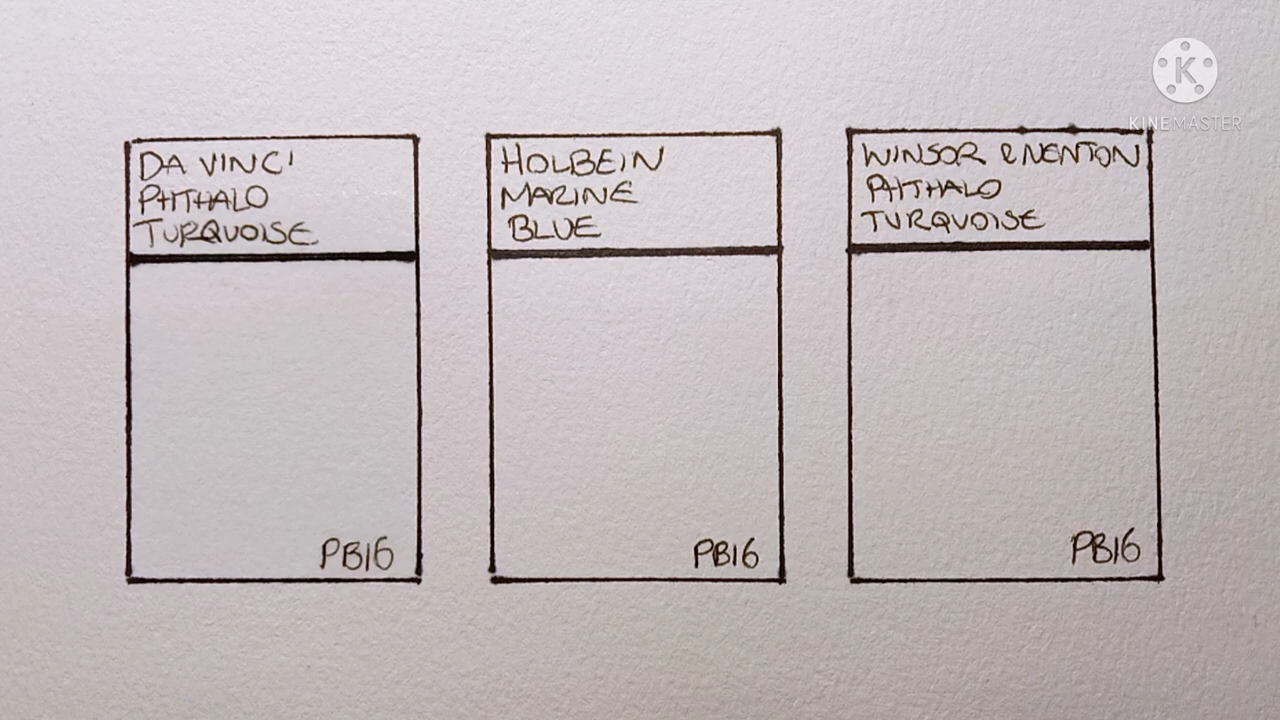 DA VINCI
PHTHALO
TURQUOISE
PB16
HOLBEIN
MARINE
BLUE
PB16
WINSOR & NEWTON
PHTHALO
TURQUOISE
PB16
K
KINEMASTER